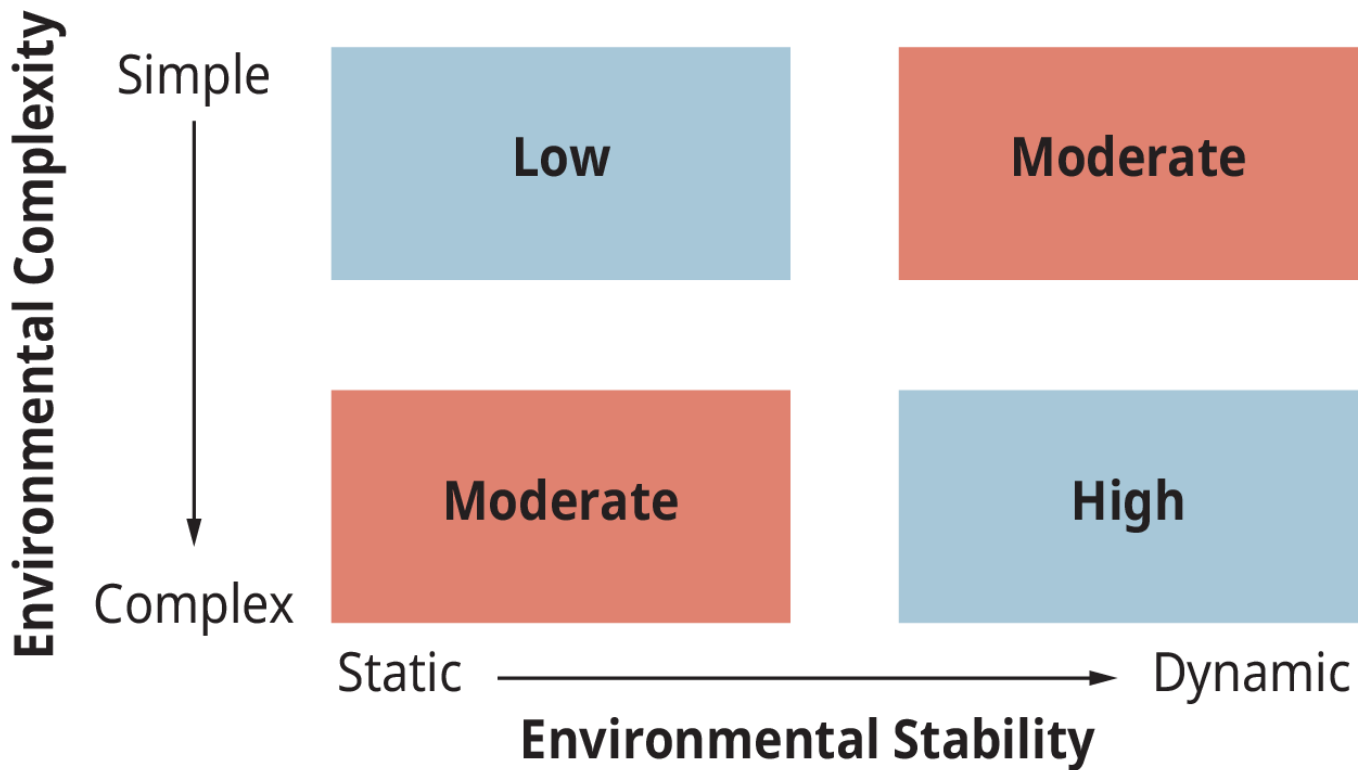 Environmental Complexity
Simple
Low
Moderate
Complex
Moderate
High
Static
Dynamic
Environmental Stability